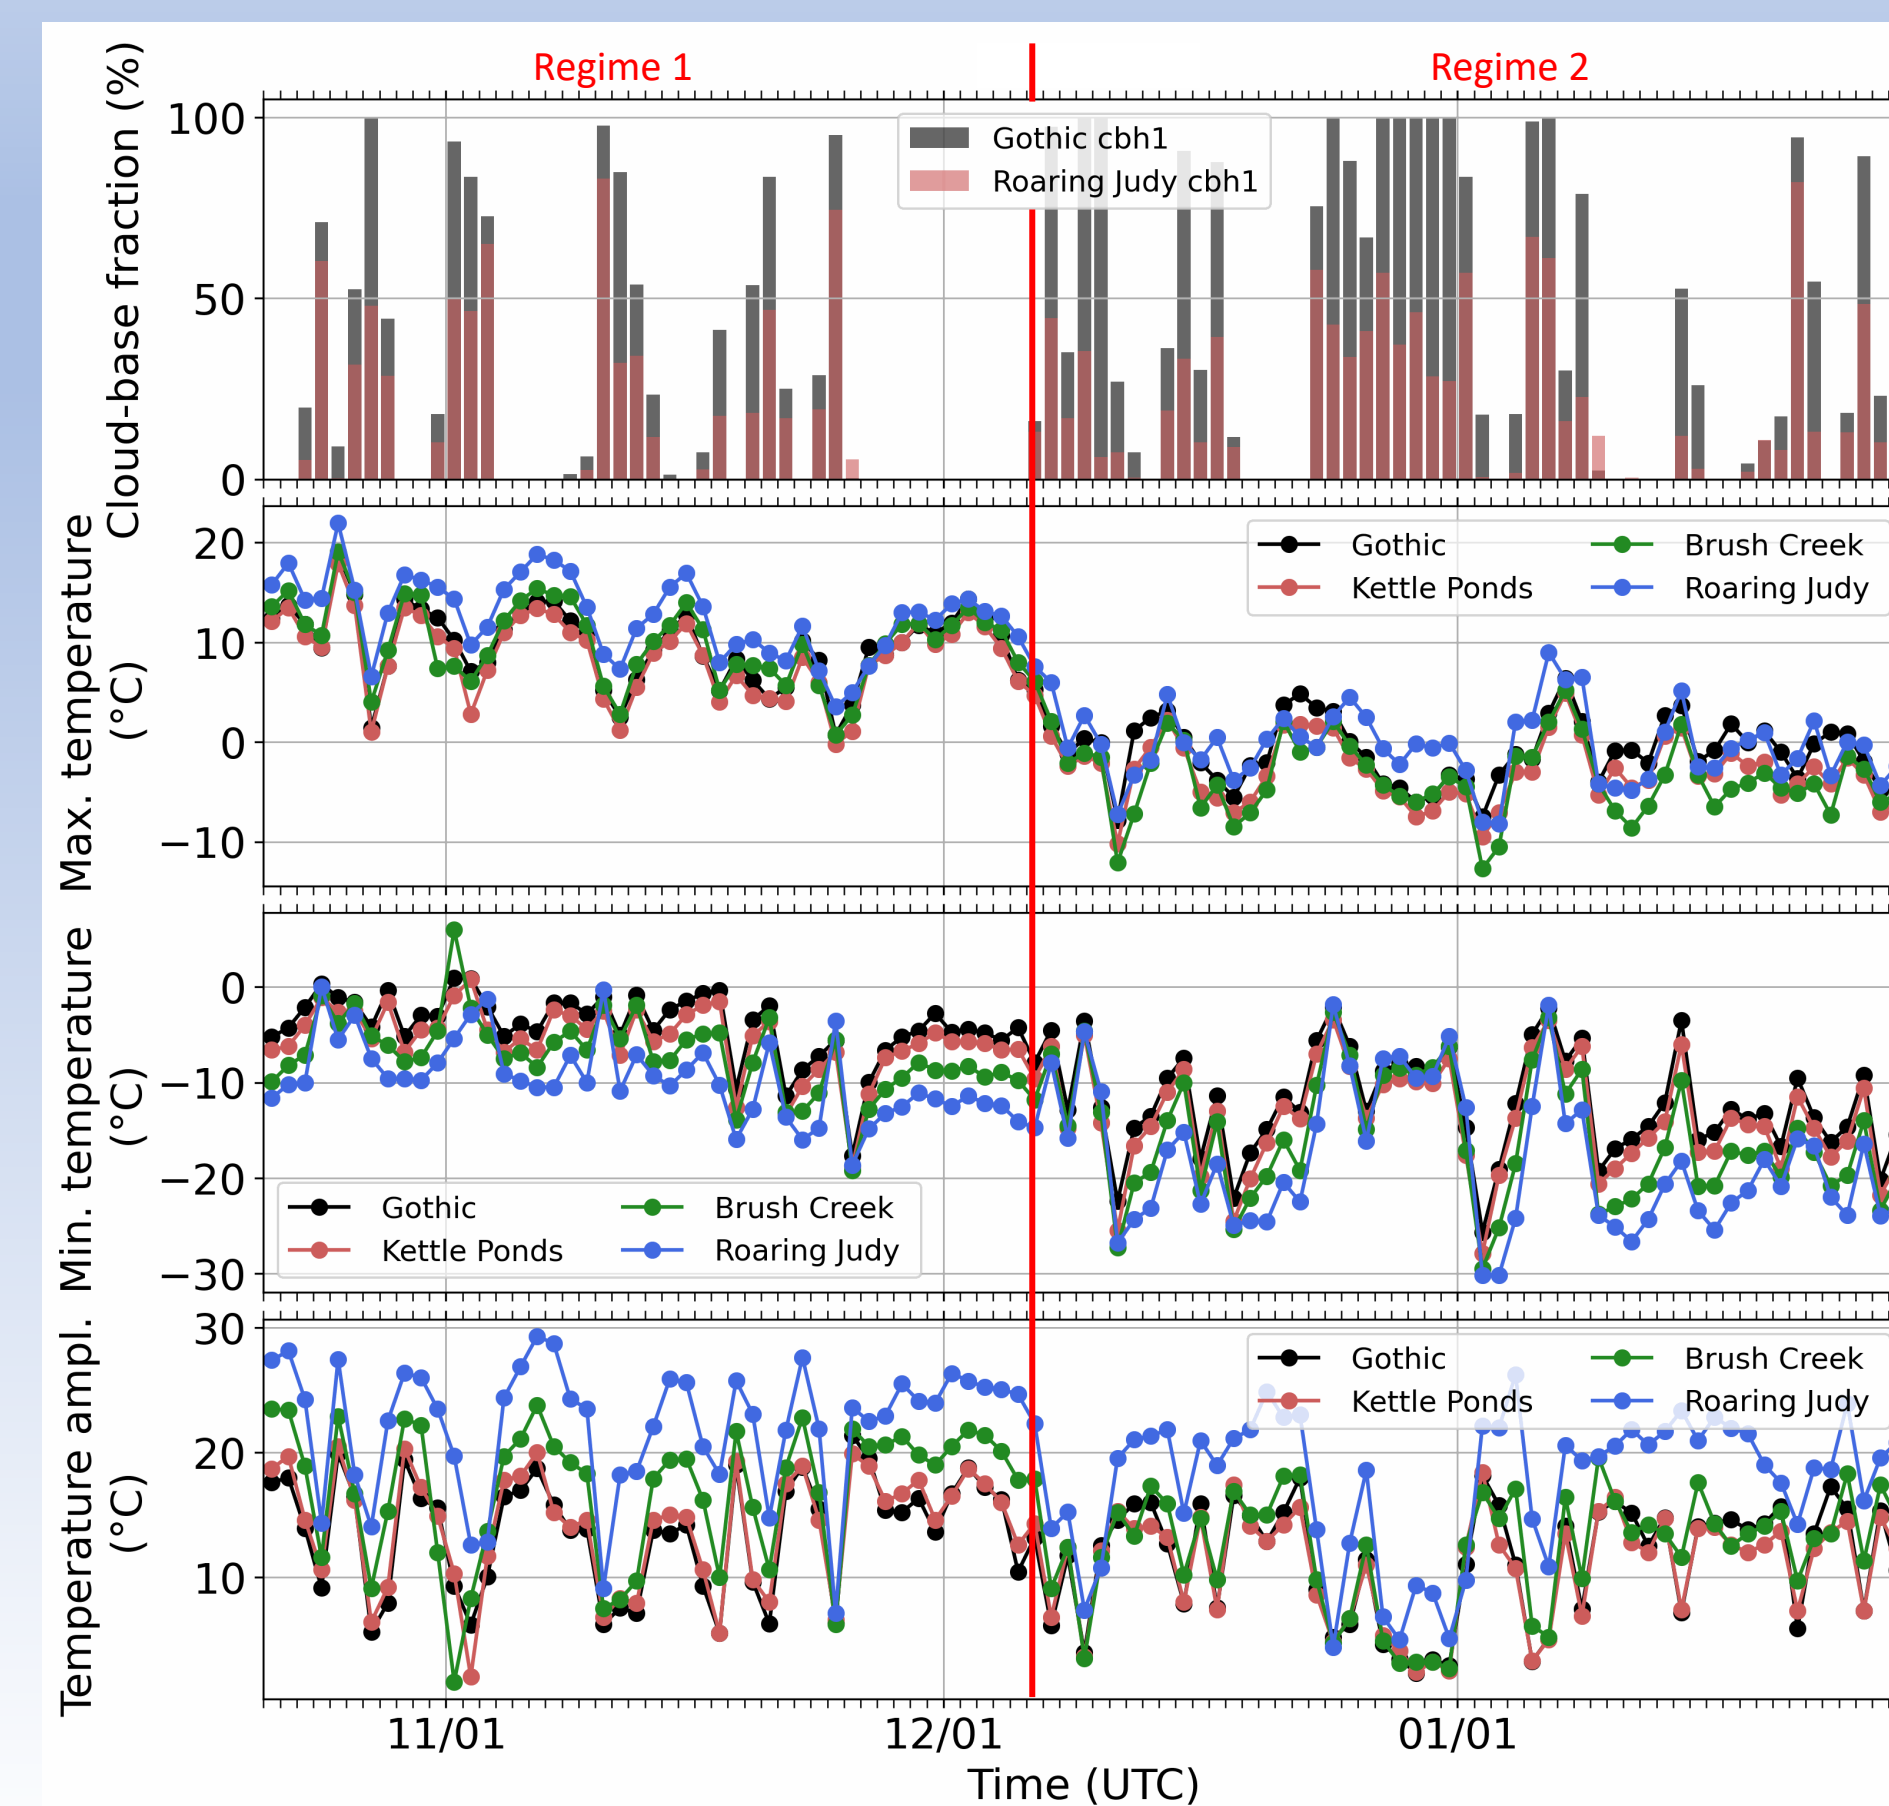 Regime 1
Regime 2
Cloud-base fraction (%)
100
50
0
Gothic cbh1
Roaring Judy cbh1
Max. temperature
(°C)
20
10
0
−10
Gothic
Kettle Ponds
Brush Creek
Roaring Judy
Min. temperature
(°C)
0
−10
−20
−30
Gothic
Kettle Ponds
Brush Creek
Roaring Judy
Temperature ampl.
(°C)
30
20
10
Gothic
Kettle Ponds
Brush Creek
Roaring Judy
11/01
12/01
01/01
Time (UTC)